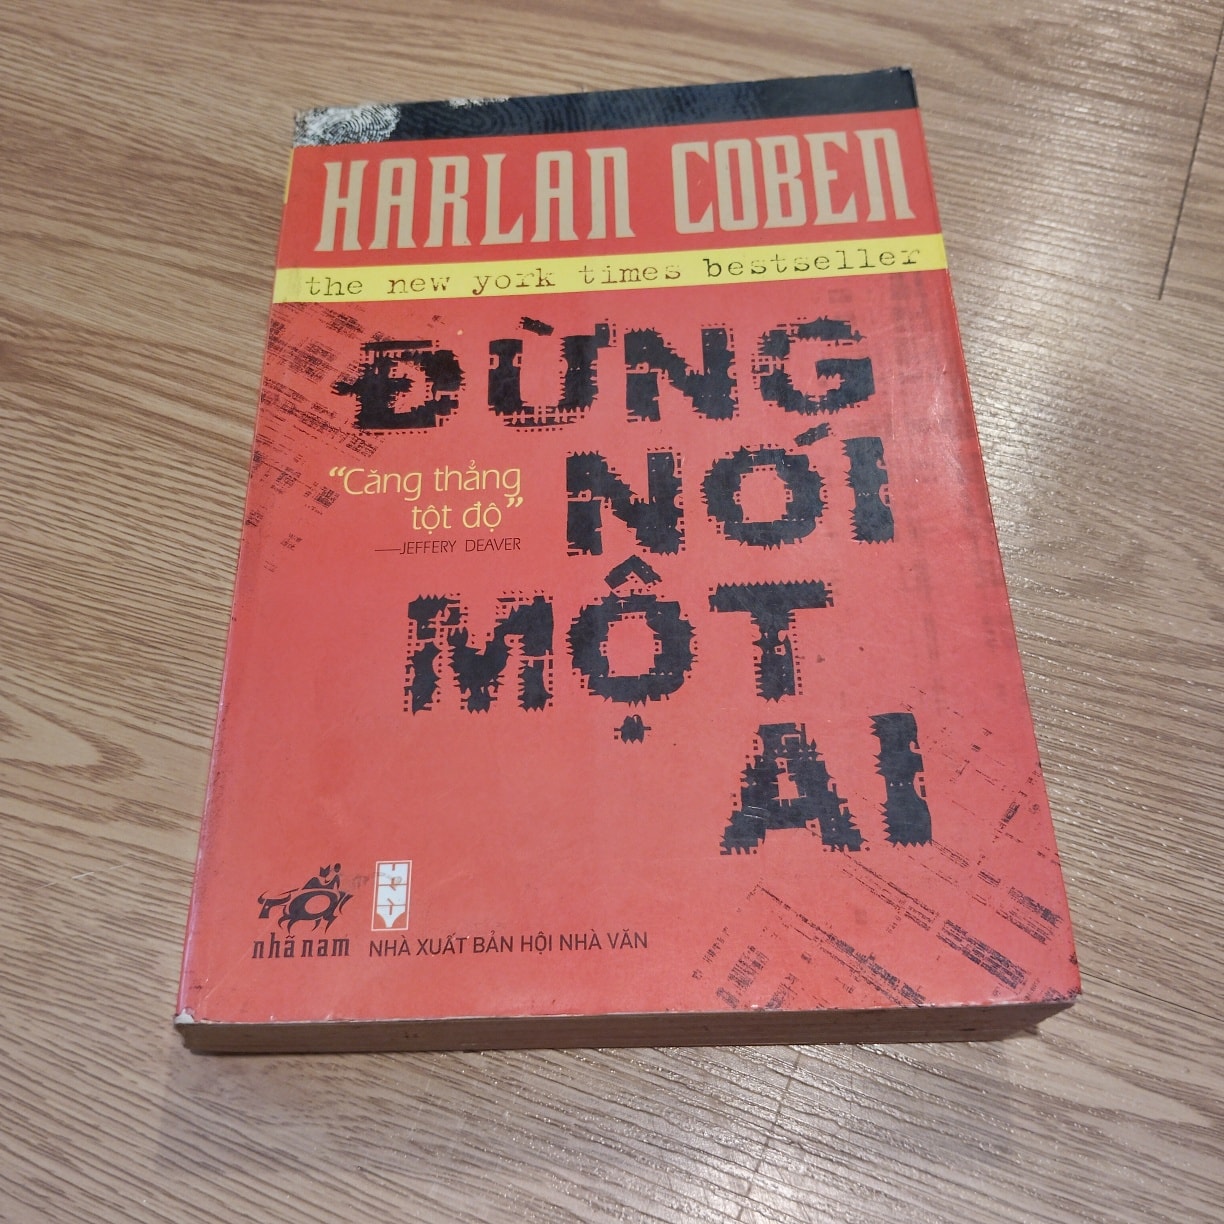 HARLAN COBEN
the new york times bestseller
ĐỪNG
NÓI
MỘT
AI
“Căng thẳng
tột độ”
—JEFFERY DEAVER
nhã nam
NHÀ XUẤT BẢN HỘI NHÀ VĂN